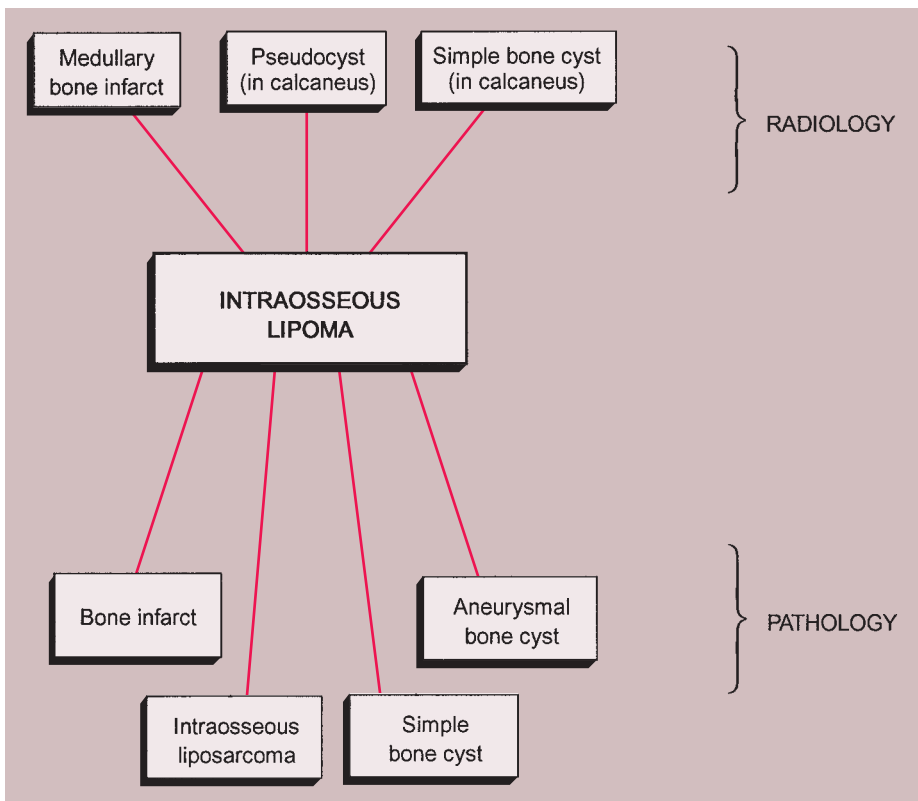 Medullary
bone infarct
Pseudocyst
(in calcaneus)
Simple bone cyst
(in calcaneus)
RADIOLOGY
INTRAOSSEOUS
LIPOMA
Bone infarct
Aneurysmal
bone cyst
PATHOLOGY
Intraosseous
liposarcoma
Simple
bone cyst